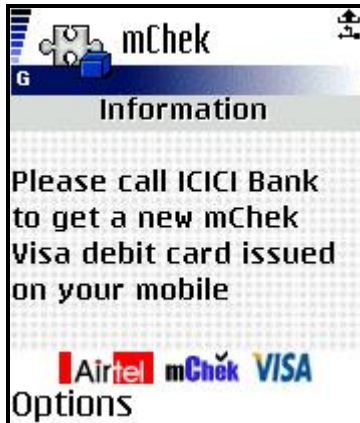 mChek
G
Information
Please call ICICI Bank
to get a new mChek
Visa debit card issued
on your mobile
Airtel mChek VISA
Options